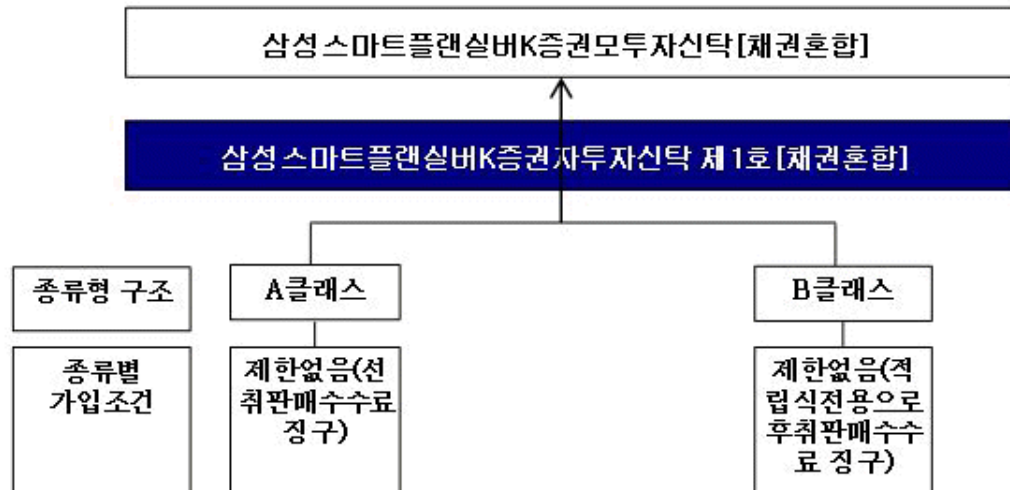 삼성스마트플랜실버K증권모투자신탁[채권혼합]
삼성스마트플랜실버K증권자투자신탁 제1호[채권혼합]
종류형 구조
A클래스
B클래스
종류별
가입조건
제한없음(선
취판매수수료
징구)
제한없음(적
립식전용으로
후취판매수수
료 징구)